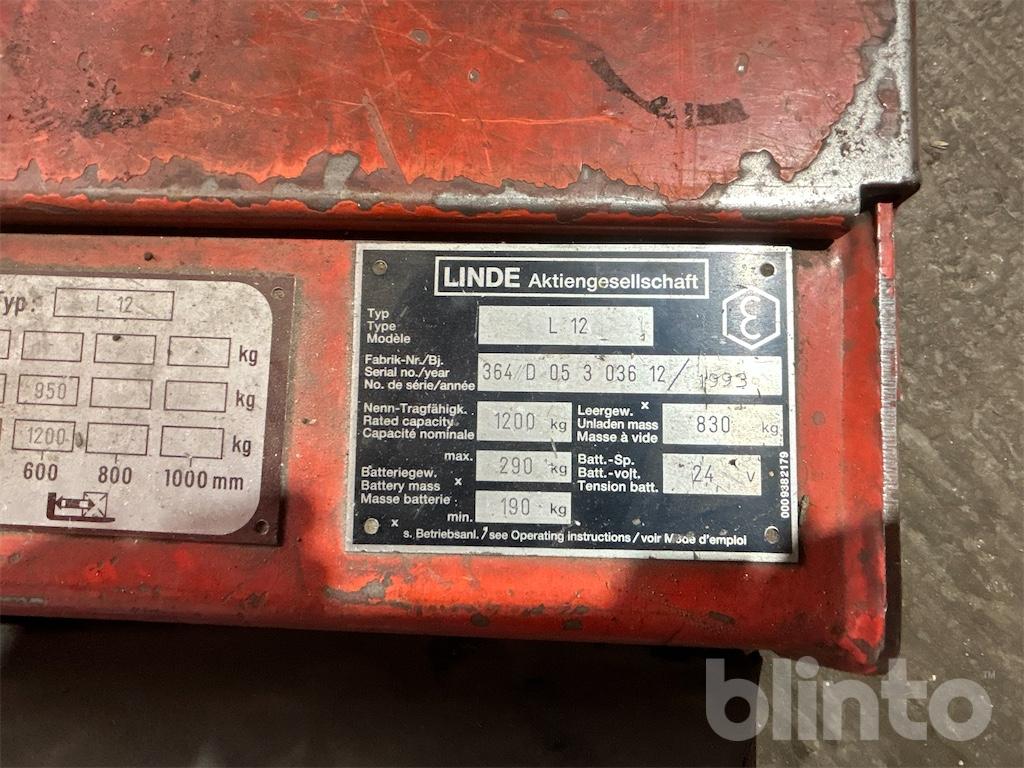 Typ: L 12
kg
950 kg
1200 kg
600 800 1000 mm
LINDE Aktiengesellschaft
Typ
Type
Modèle
L 12
ε
Fabrik-Nr./Bj.
Serial no./year
No. de série/année
364/D 05 3 036 12/ 1993
Nenn-Tragfähigk.
Rated capacity
Capacité nominale
1200 kg
Leergew. x
Unladen mass
Masse à vide
830 kg
max.
Batteriegew.
Battery mass x
Masse batterie
min.
290 kg
190 kg
Batt.-Sp.
Batt.-volt.
Tension batt.
24 V
0009382179
x s. Betriebsanl./see Operating instructions/voir Mode d'emploi
blinto™